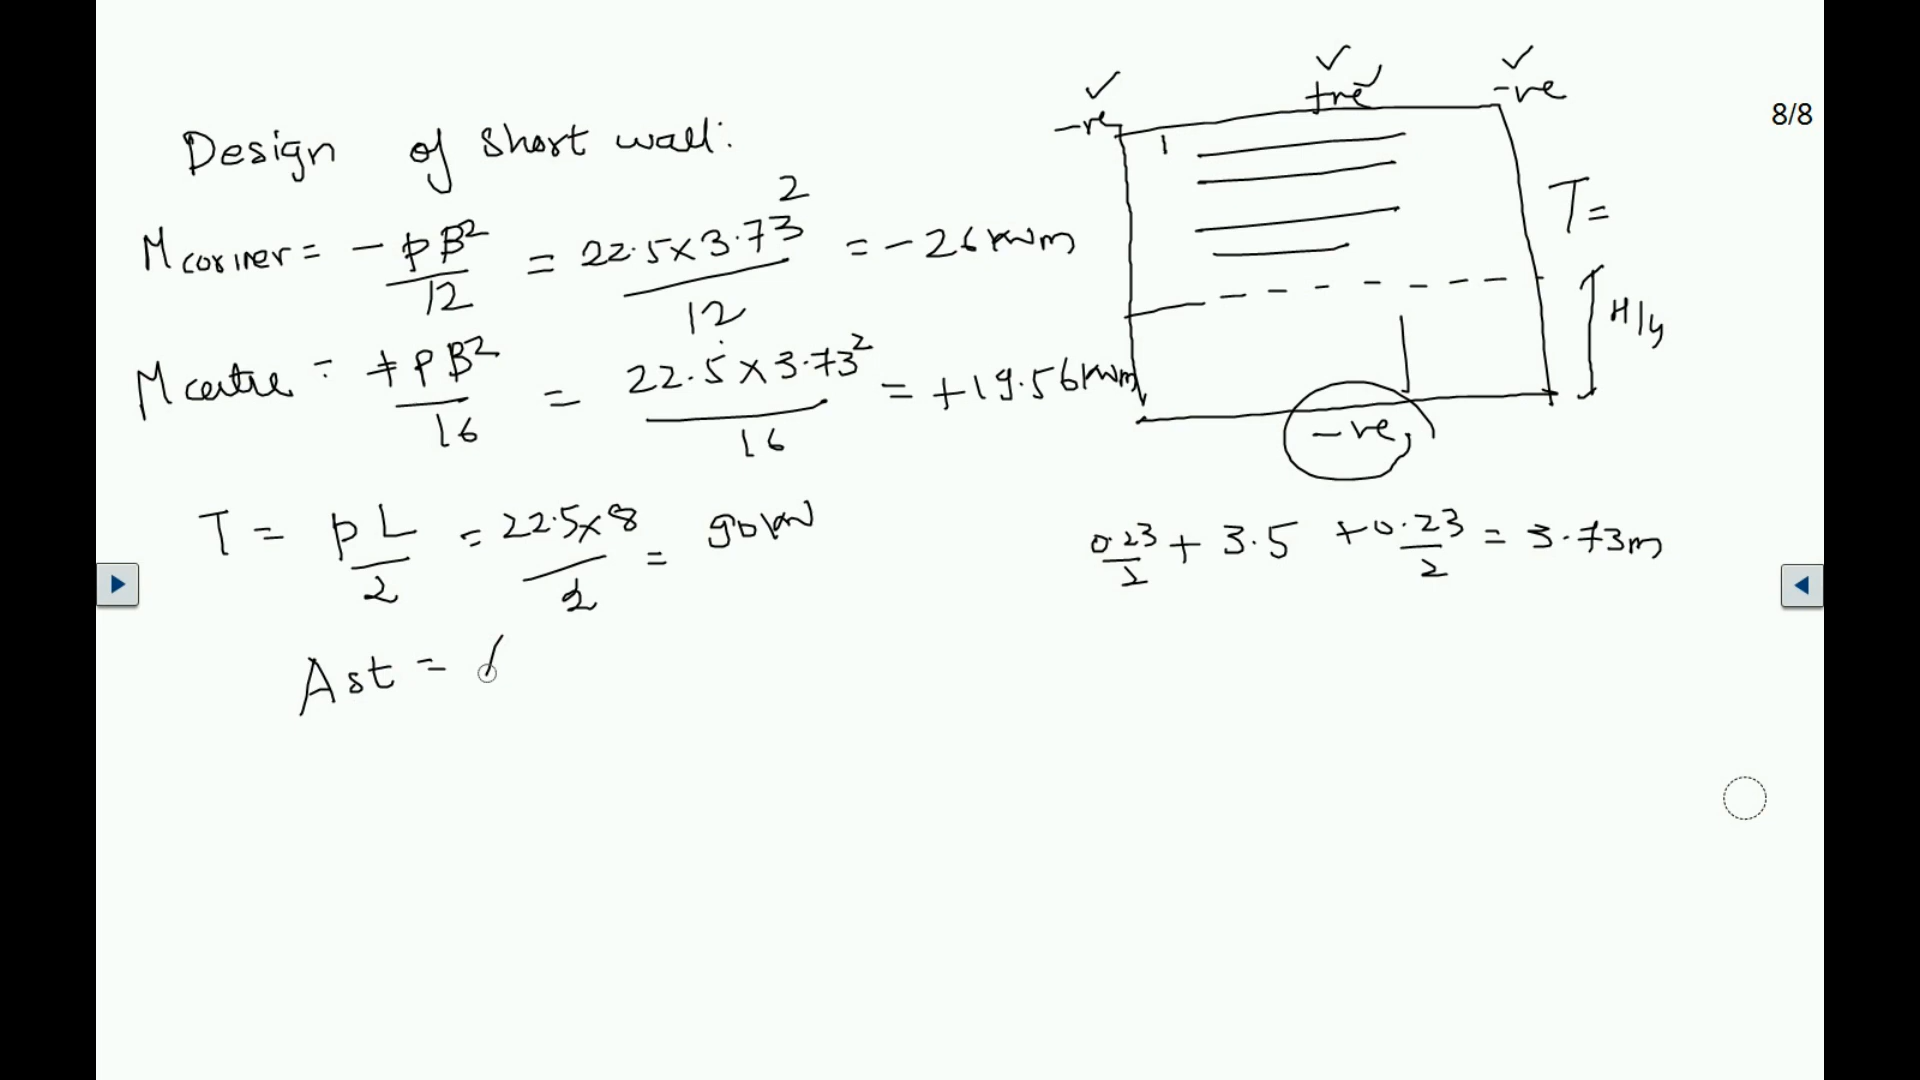 Design of short wall:
M corner = - pB²/12 = 22.5 x 3.73²/12 = - 26 kNm
M centre = + pB²/16 = 22.5 x 3.73²/16 = + 19.56 kNm
T = pL/2 = 22.5 x 8/2 = 90 kN
Ast =
-ve
+ve
-ve
8/8
T =
H/4
-ve
0.23/2 + 3.5 + 0.23/2 = 3.73m